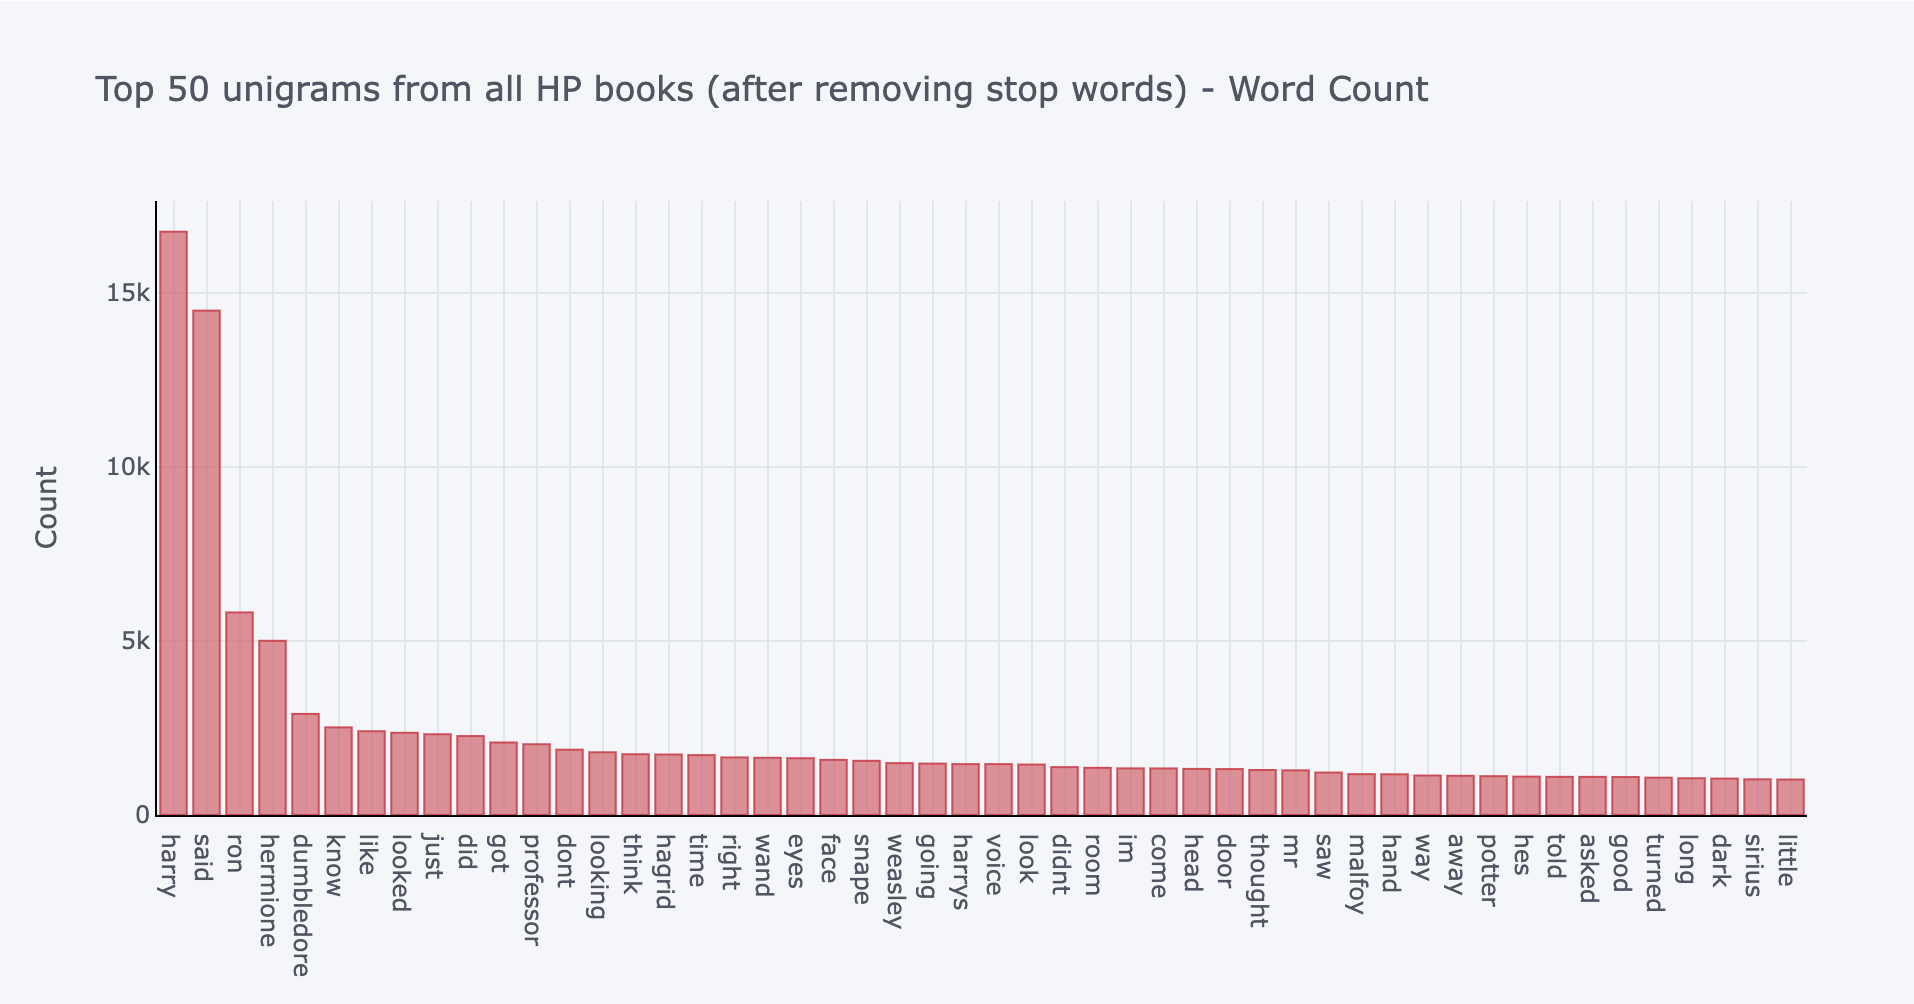 Top 50 unigrams from all HP books (after removing stop words) - Word Count
Count
15k
10k
5k
0
harry
said
ron
hermione
dumbledore
know
like
looked
just
did
got
professor
dont
looking
think
hagrid
time
right
wand
eyes
face
snape
weasley
going
harrys
voice
look
didnt
room
im
come
head
door
thought
mr
saw
malfoy
hand
way
away
potter
hes
told
asked
good
turned
long
dark
sirius
little